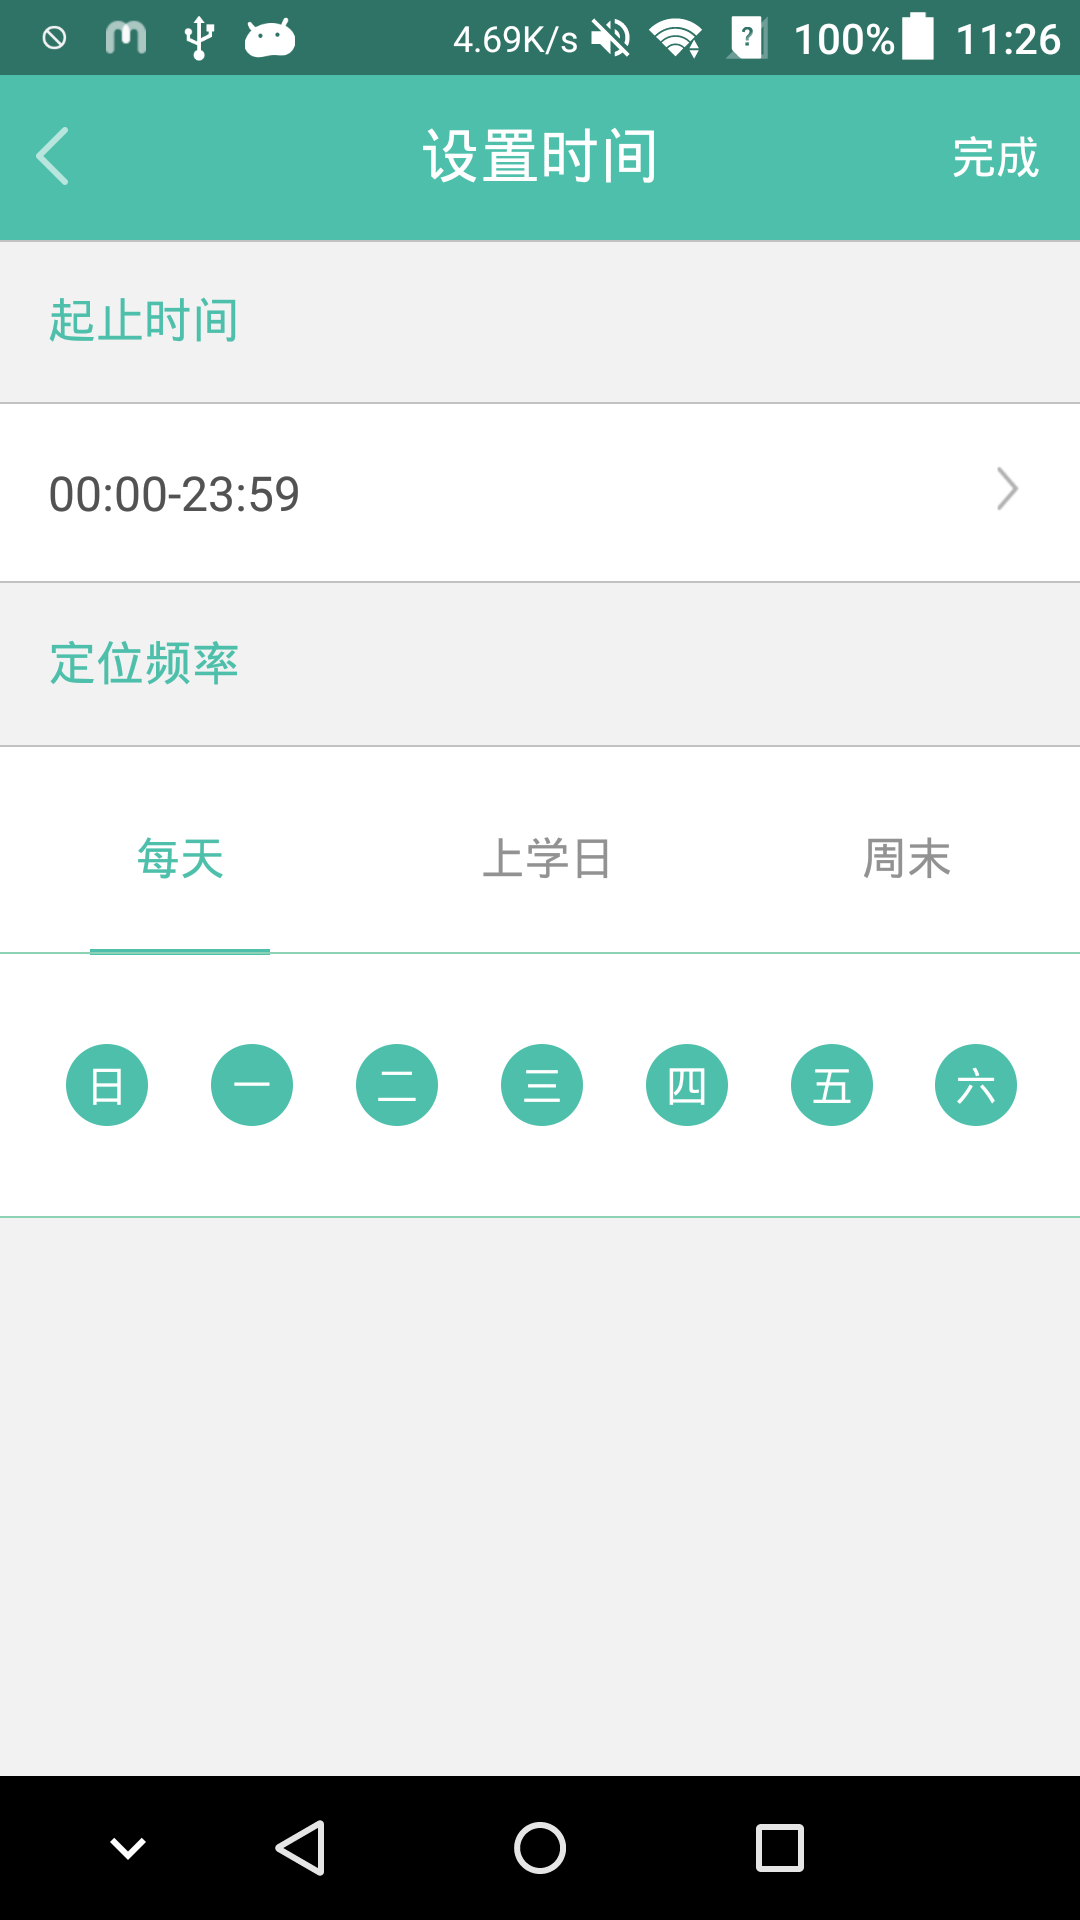 4.69K/s 100% 11:26
设置时间 完成
起止时间
00:00-23:59
定位频率
每天 上学日 周末
日 一 二 三 四 五 六